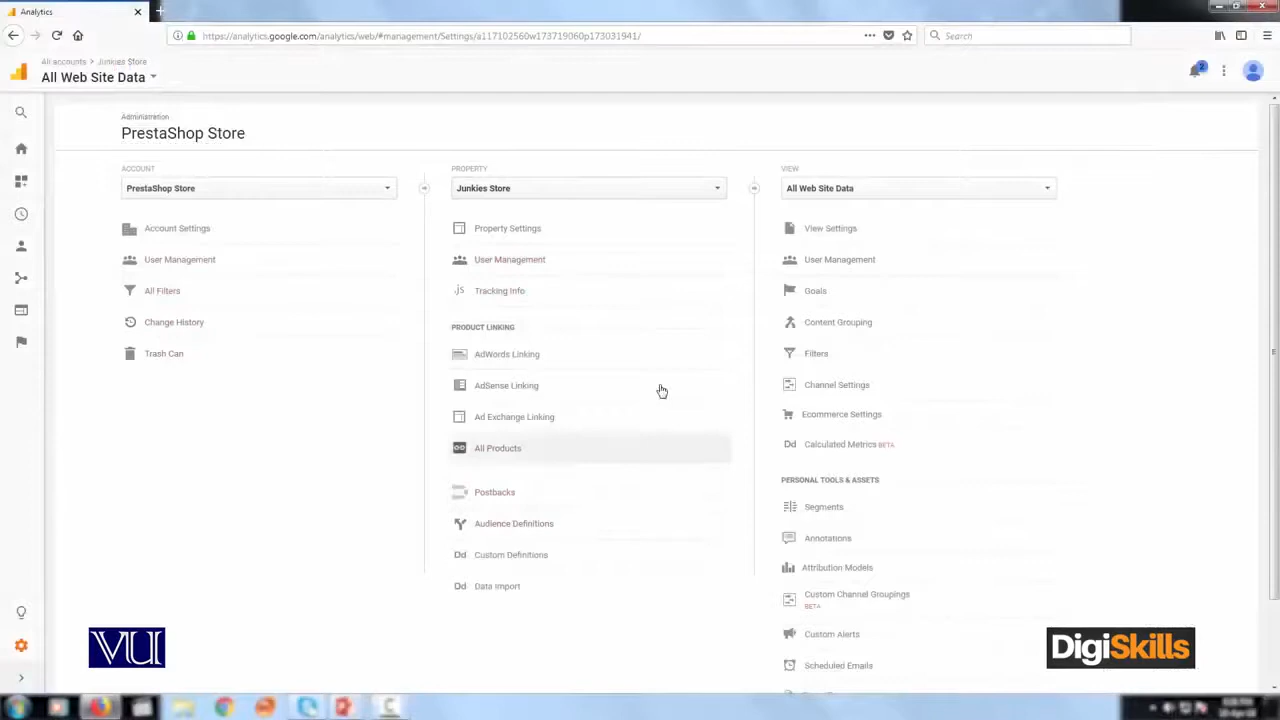 Analytics
https://analytics.google.com/analytics/web/#management/Settings/a117102560w173719060p173031941/
Search
All accounts > Junkies Store
All Web Site Data
2
Administration
PrestaShop Store
ACCOUNT
PrestaShop Store
Account Settings
User Management
All Filters
Change History
Trash Can
PROPERTY
Junkies Store
Property Settings
User Management
JS Tracking Info
PRODUCT LINKING
AdWords Linking
AdSense Linking
Ad Exchange Linking
All Products
Postbacks
Audience Definitions
Dd Custom Definitions
Dd Data Import
VIEW
All Web Site Data
View Settings
User Management
Goals
Content Grouping
Filters
Channel Settings
Ecommerce Settings
Dd Calculated Metrics BETA
PERSONAL TOOLS & ASSETS
Segments
Annotations
Attribution Models
Custom Channel Groupings
BETA
Custom Alerts
Scheduled Emails
VU
DigiSkills